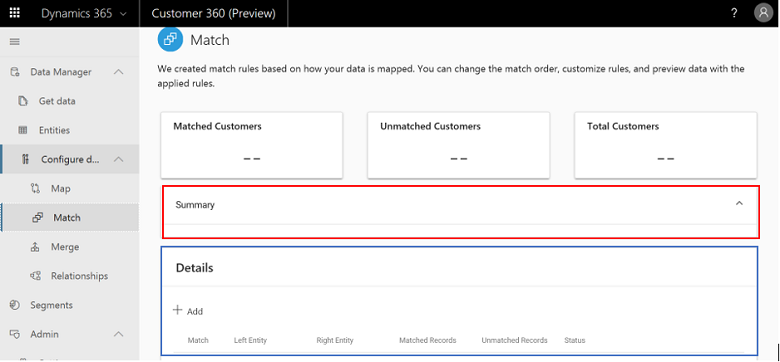 Dynamics 365
Customer 360 (Preview)
?
Data Manager
Get data
Entities
Configure d...
Map
Match
Merge
Relationships
Segments
Admin
Match
We created match rules based on how your data is mapped. You can change the match order, customize rules, and preview data with the
applied rules.
Matched Customers
--
Unmatched Customers
--
Total Customers
--
Summary
Details
+ Add
Match Left Entity Right Entity Matched Records Unmatched Records Status